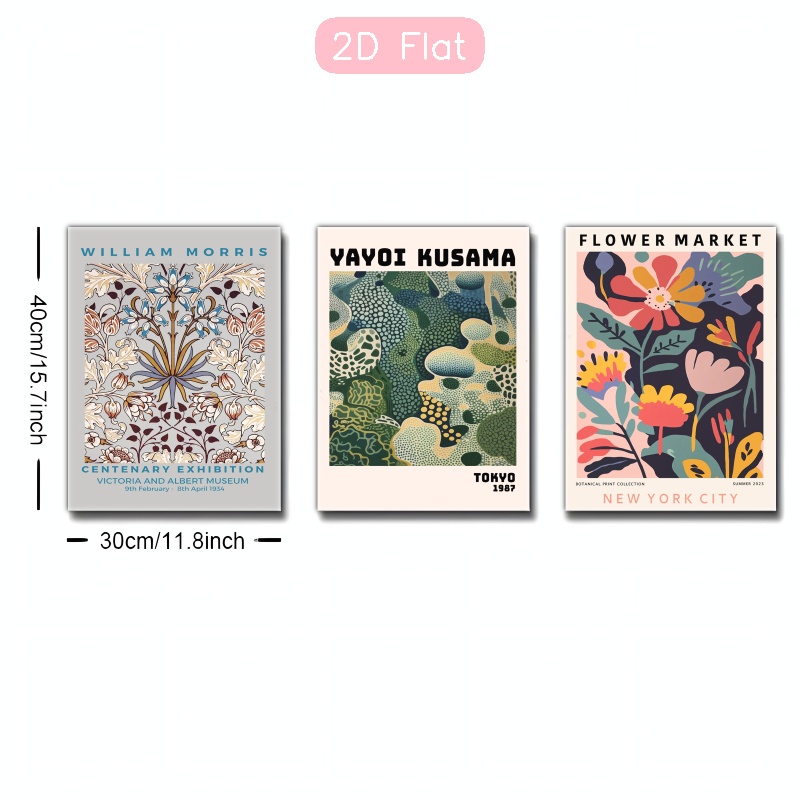 2D Flat
40cm/15.7inch
30cm/11.8inch
WILLIAM MORRIS
CENTENARY EXHIBITION
VICTORIA AND ALBERT MUSEUM
9th February - 8th April 1934
YAYOI KUSAMA
TOKYO
1987
FLOWER MARKET
BOTANICAL PRINT COLLECTION
SUMMER 2023
NEW YORK CITY